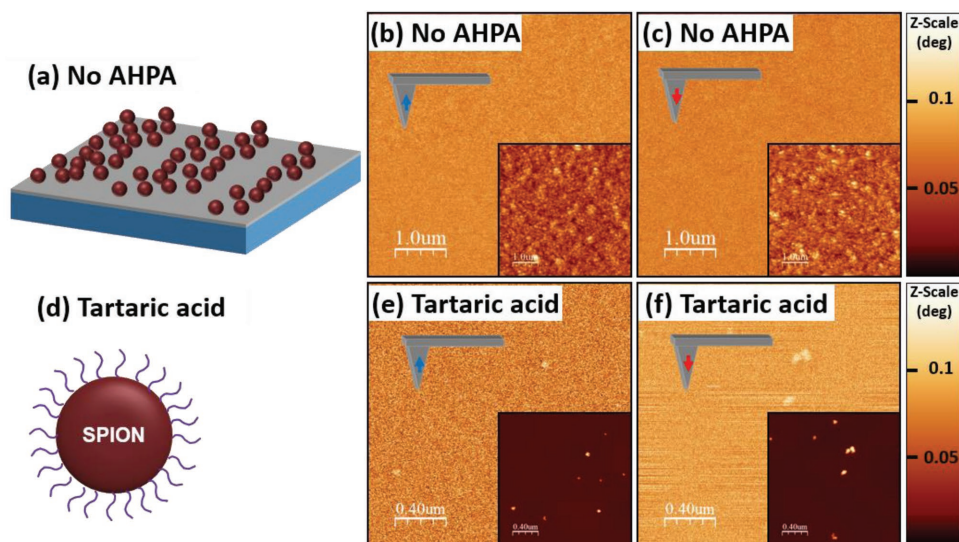 (a) No AHPA
(b) No AHPA
1.0um
1.0um
(c) No AHPA
1.0um
1.0um
Z-Scale
(deg)
0.1
0.05
(d) Tartaric acid
SPION
(e) Tartaric acid
0.40um
0.40um
(f) Tartaric acid
0.40um
0.40um
Z-Scale
(deg)
0.1
0.05